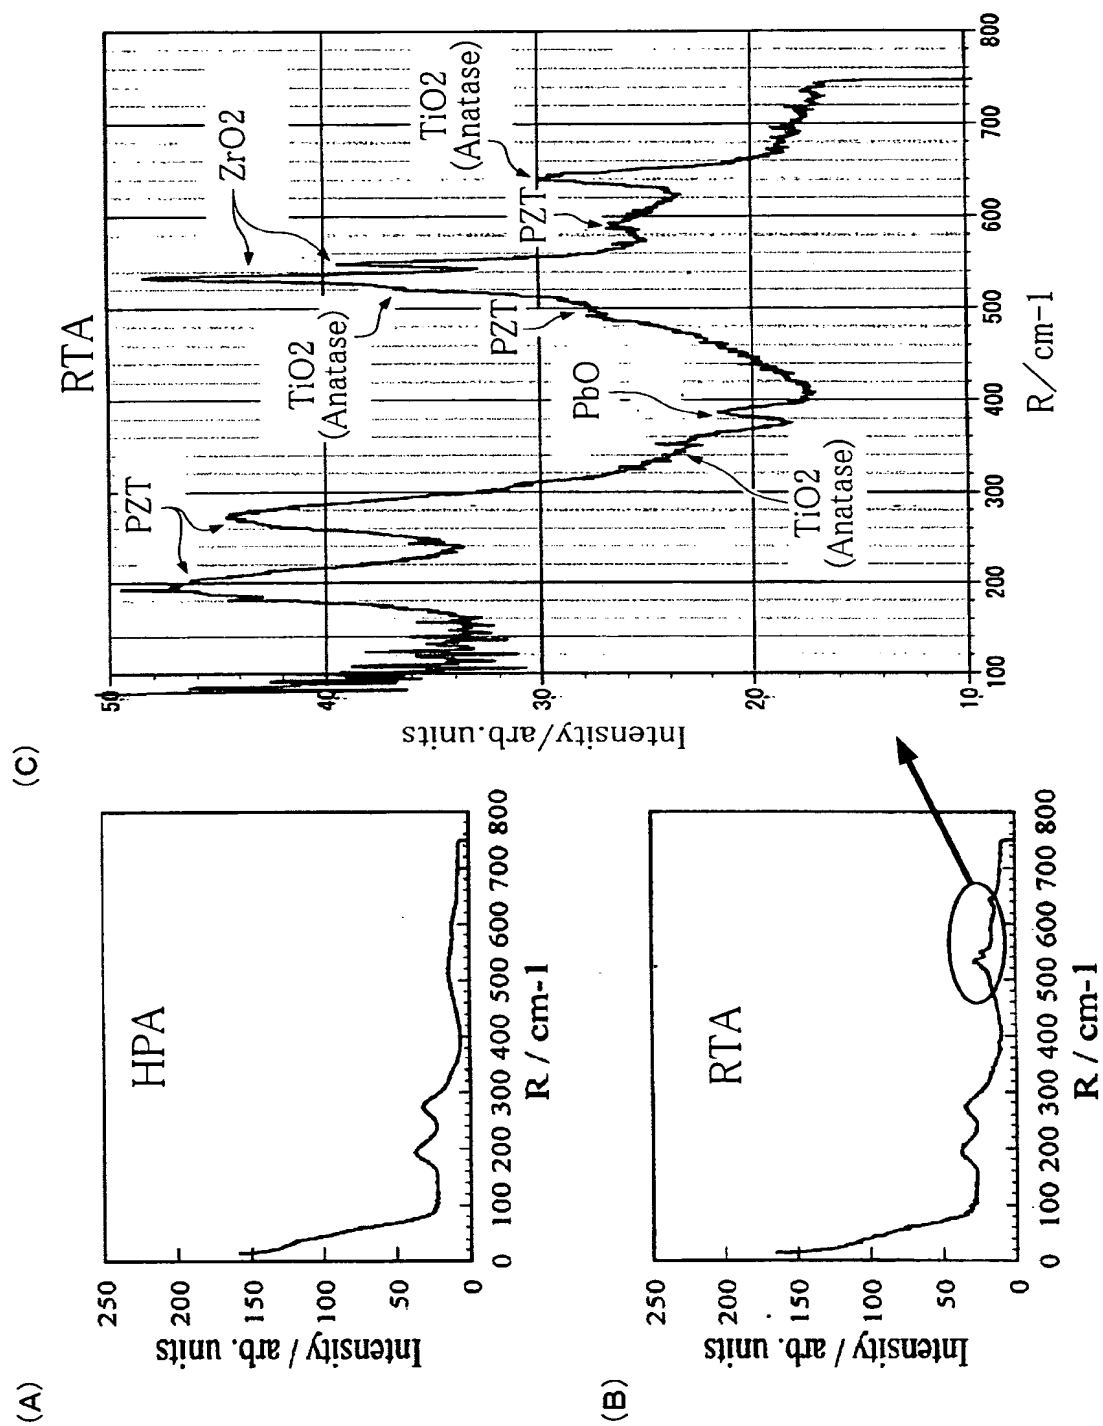 (A)
HPA
Intensity / arb. units
250
200
150
100
50
0
0 100 200 300 400 500 600 700 800
R / cm-1
(B)
RTA
Intensity / arb. units
250
200
150
100
50
0
0 100 200 300 400 500 600 700 800
R / cm-1
(C)
RTA
Intensity/arb.units
50
40
30
20
10
100 200 300 400 500 600 700 800
R/cm-1
PZT
TiO2
(Anatase)
ZrO2
TiO2
(Anatase)
PZT
PZT
PbO
TiO2
(Anatase)